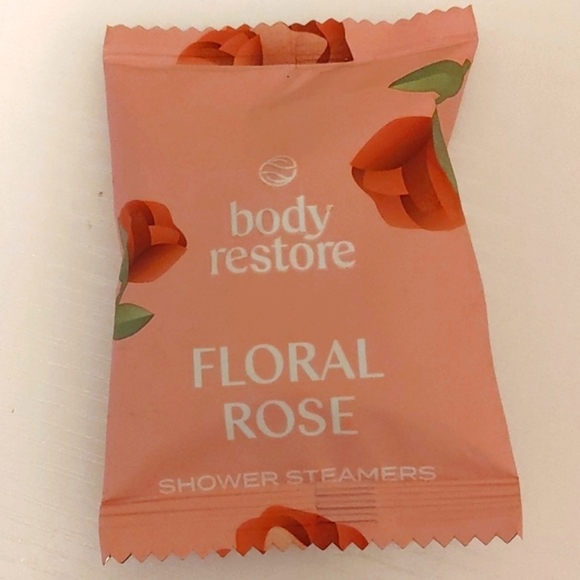 body
restore
FLORAL
ROSE
SHOWER STEAMERS